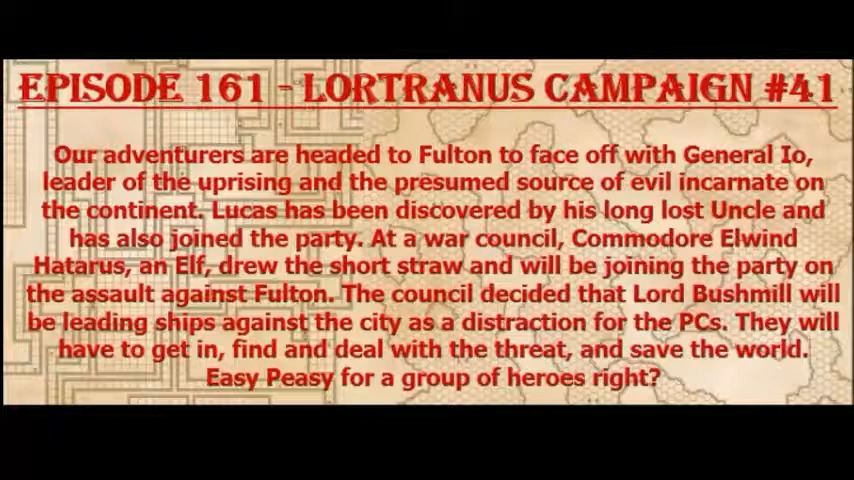 EPISODE 161 - LORTRANUS CAMPAIGN #41
Our adventurers are headed to Fulton to face off with General Io,
leader of the uprising and the presumed source of evil incarnate on
the continent. Lucas has been discovered by his long lost Uncle and
has also joined the party. At a war council, Commodore Elwind
Hatarus, an Elf, drew the short straw and will be joining the party on
the assault against Fulton. The council decided that Lord Bushmill will
be leading ships against the city as a distraction for the PCs. They will
have to get in, find and deal with the threat, and save the world.
Easy Peasy for a group of heroes right?